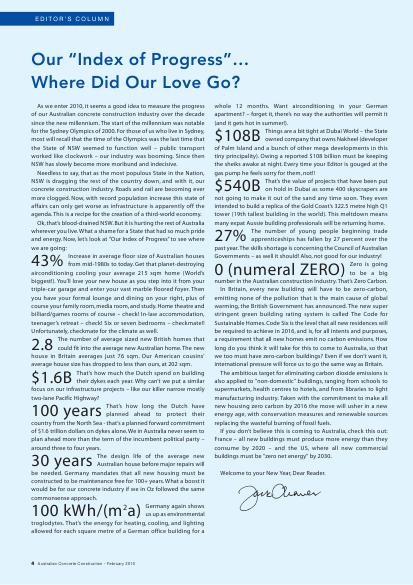 EDITOR'S COLUMN
Our “Index of Progress”…
Where Did Our Love Go?
As we enter 2010, it seems a good idea to measure the progress
of our Australian concrete construction industry over the decade
since the new millennium. The start of the millennium was notable
for the Sydney Olympics of 2000. For those of us who live in Sydney,
most will recall that the time of the Olympics was the last time that
the State of NSW seemed to function well – public transport
worked like clockwork – our industry was booming. Since then
NSW has slowly become more moribund and indecisive.
Needless to say, that as the most populous State in the Nation,
NSW is dragging the rest of the country down, and with it, our
concrete construction industry. Roads and rail are becoming ever
more clogged. Now, with record population increase this state of
affairs can only get worse as infrastructure is apparently off the
agenda. This is a recipe for the creation of a third-world economy.
Ok, that's blood-drained NSW. But it is hurting the rest of Australia
wherever you live. What a shame for a State that had so much pride
and energy. Now, let's look at “Our Index of Progress” to see where
we are going:
43% Increase in average floor size of Australian houses
from mid-1980s to today. Get that planet-destroying
airconditioning cooling your average 215 sqm home (World's
biggest!). You'll love your new house as you step into it from your
triple-car garage and enter your vast marble floored foyer. Then
you have your formal lounge and dining on your right, plus of
course your family room, media room, and study. Home theatre and
billiard/games rooms of course – check! In-law accommodation,
teenager's retreat – check! Six or seven bedrooms – checkmate!!
Unfortunately, checkmate for the climate as well.
2.8 The number of average sized new British homes that
could fit into the average new Australian home. The new
house in Britain averages just 76 sqm. Our American cousins'
average house size has dropped to less than ours, at 202 sqm.
$1.6B That's how much the Dutch spend on building
their dykes each year. Why can't we put a similar
focus on our infrastructure projects – like our killer narrow mostly
two-lane Pacific Highway?
100 years That's how long the Dutch have
planned ahead to protect their
country from the North Sea - that's a planned forward commitment
of $1.6 trillion dollars on dykes alone. We in Australia never seem to
plan ahead more than the term of the incumbent political party –
around three to four years.
30 years The design life of the average new
Australian house before major repairs will
be needed. Germany mandates that all new housing must be
constructed to be maintenance free for 100+ years. What a boost it
would be for our concrete industry if we in Oz followed the same
commonsense approach.
100 kWh/(m²a) Germany again shows
us up as environmental
troglodytes. That's the energy for heating, cooling, and lighting
allowed for each square metre of a German office building for a
whole 12 months. Want airconditioning in your German
apartment? – forget it, there's no way the authorities will permit it
(and it gets hot in summer!).
$108B Things are a bit tight at Dubai World – the State
owned company that owns Nakheel (developer
of Palm Island and a bunch of other mega developments in this
tiny principality). Owing a reported $108 billion must be keeping
the sheiks awake at night. Every time your Editor is gouged at the
gas pump he feels sorry for them, not!!
$540B That's the value of projects that have been put
on hold in Dubai as some 400 skyscrapers are
not going to make it out of the sand any time soon. They even
intended to build a replica of the Gold Coast's 322.5 metre high Q1
tower (19th tallest building in the world). This meltdown means
many expat Aussie building professionals will be returning home.
27% The number of young people beginning trade
apprenticeships has fallen by 27 percent over the
past year. The skills shortage is concerning the Council of Australian
Governments – as well it should! Also, not good for our industry!
0 (numeral ZERO) Zero is going
to be a big
number in the Australian construction industry. That's Zero Carbon.
In Britain, every new building will have to be zero-carbon,
emitting none of the pollution that is the main cause of global
warming, the British Government has announced. The new super
stringent green building rating system is called The Code for
Sustainable Homes. Code Six is the level that all new residences will
be required to achieve in 2016, and is, for all intents and purposes,
a requirement that all new homes emit no carbon emissions. How
long do you think it will take for this to come to Australia, so that
we too must have zero-carbon buildings? Even if we don't want it,
international pressure will force us to go the same way as Britain.
The ambitious target for eliminating carbon dioxide emissions is
also applied to "non-domestic" buildings, ranging from schools to
supermarkets, health centres to hotels, and from libraries to light
manufacturing industry. Taken with the commitment to make all
new housing zero carbon by 2016 the move will usher in a new
energy age, with conservation measures and renewable sources
replacing the wasteful burning of fossil fuels.
If you don't believe this is coming to Australia, check this out:
France – all new buildings must produce more energy than they
consume by 2020 – and the US, where all new commercial
buildings must be "zero net energy" by 2030.
Welcome to your New Year, Dear Reader.
4 Australian Concrete Construction – February 2010